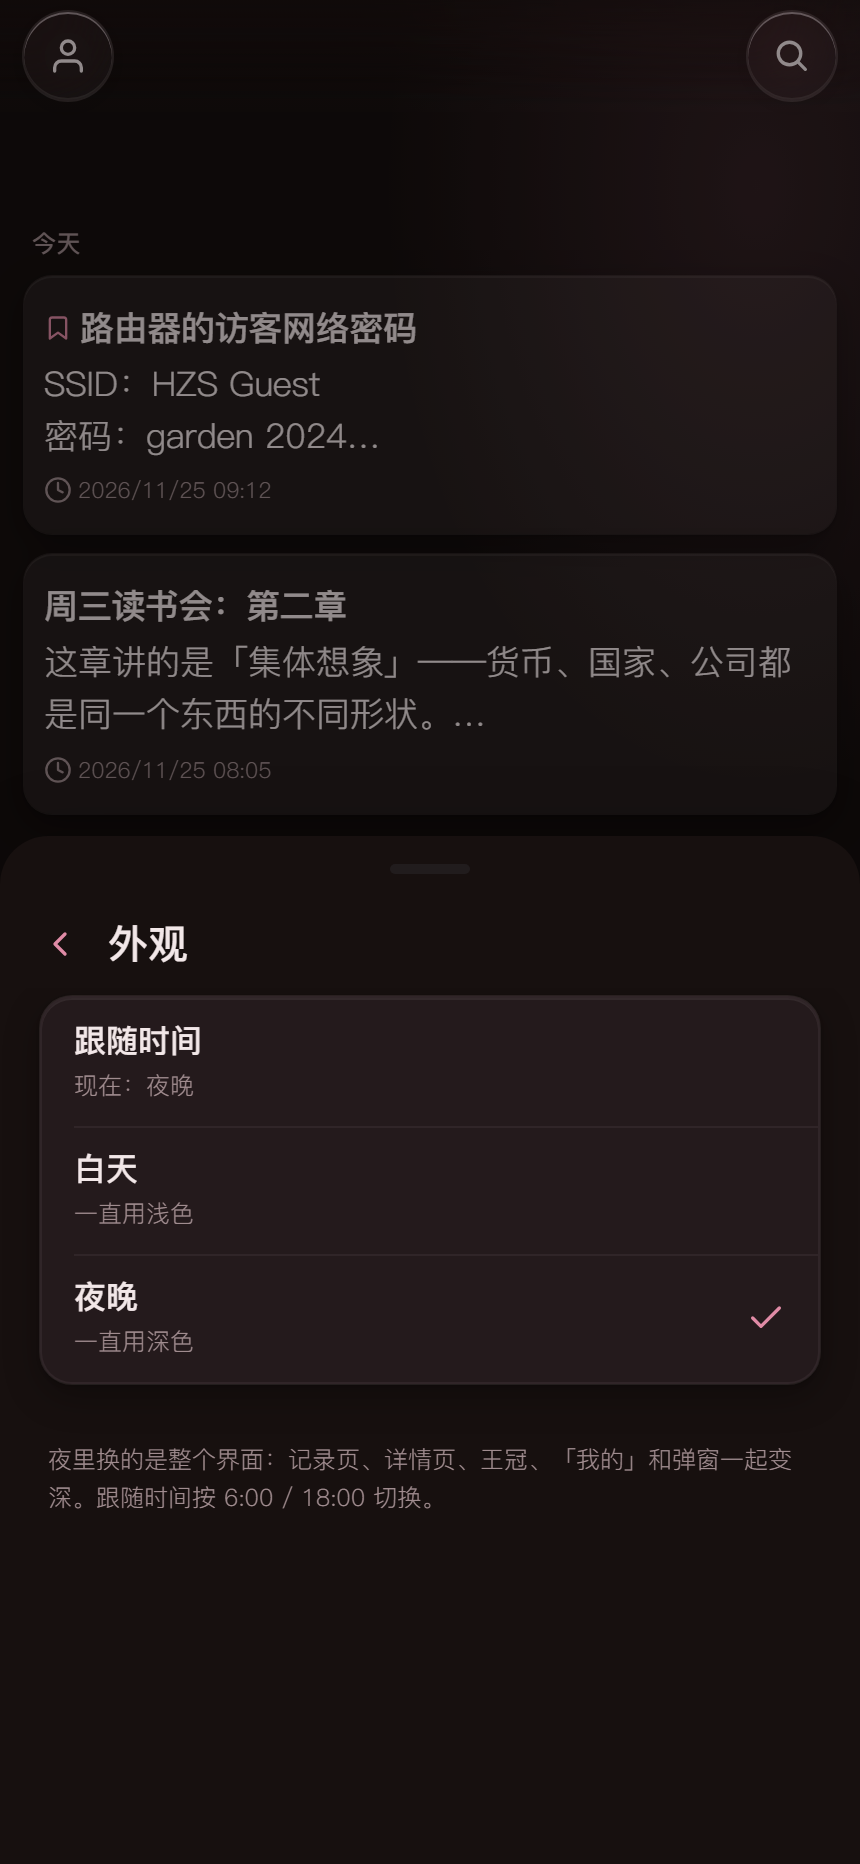 今天
路由器的访客网络密码
SSID：HZS Guest
密码：garden 2024...
2026/11/25 09:12
周三读书会：第二章
这章讲的是「集体想象」——货币、国家、公司都
是同一个东西的不同形状。...
2026/11/25 08:05
外观
跟随时间
现在：夜晚
白天
一直用浅色
夜晚
一直用深色
夜里换的是整个界面：记录页、详情页、王冠、「我的」和弹窗一起变
深。跟随时间按 6:00 / 18:00 切换。